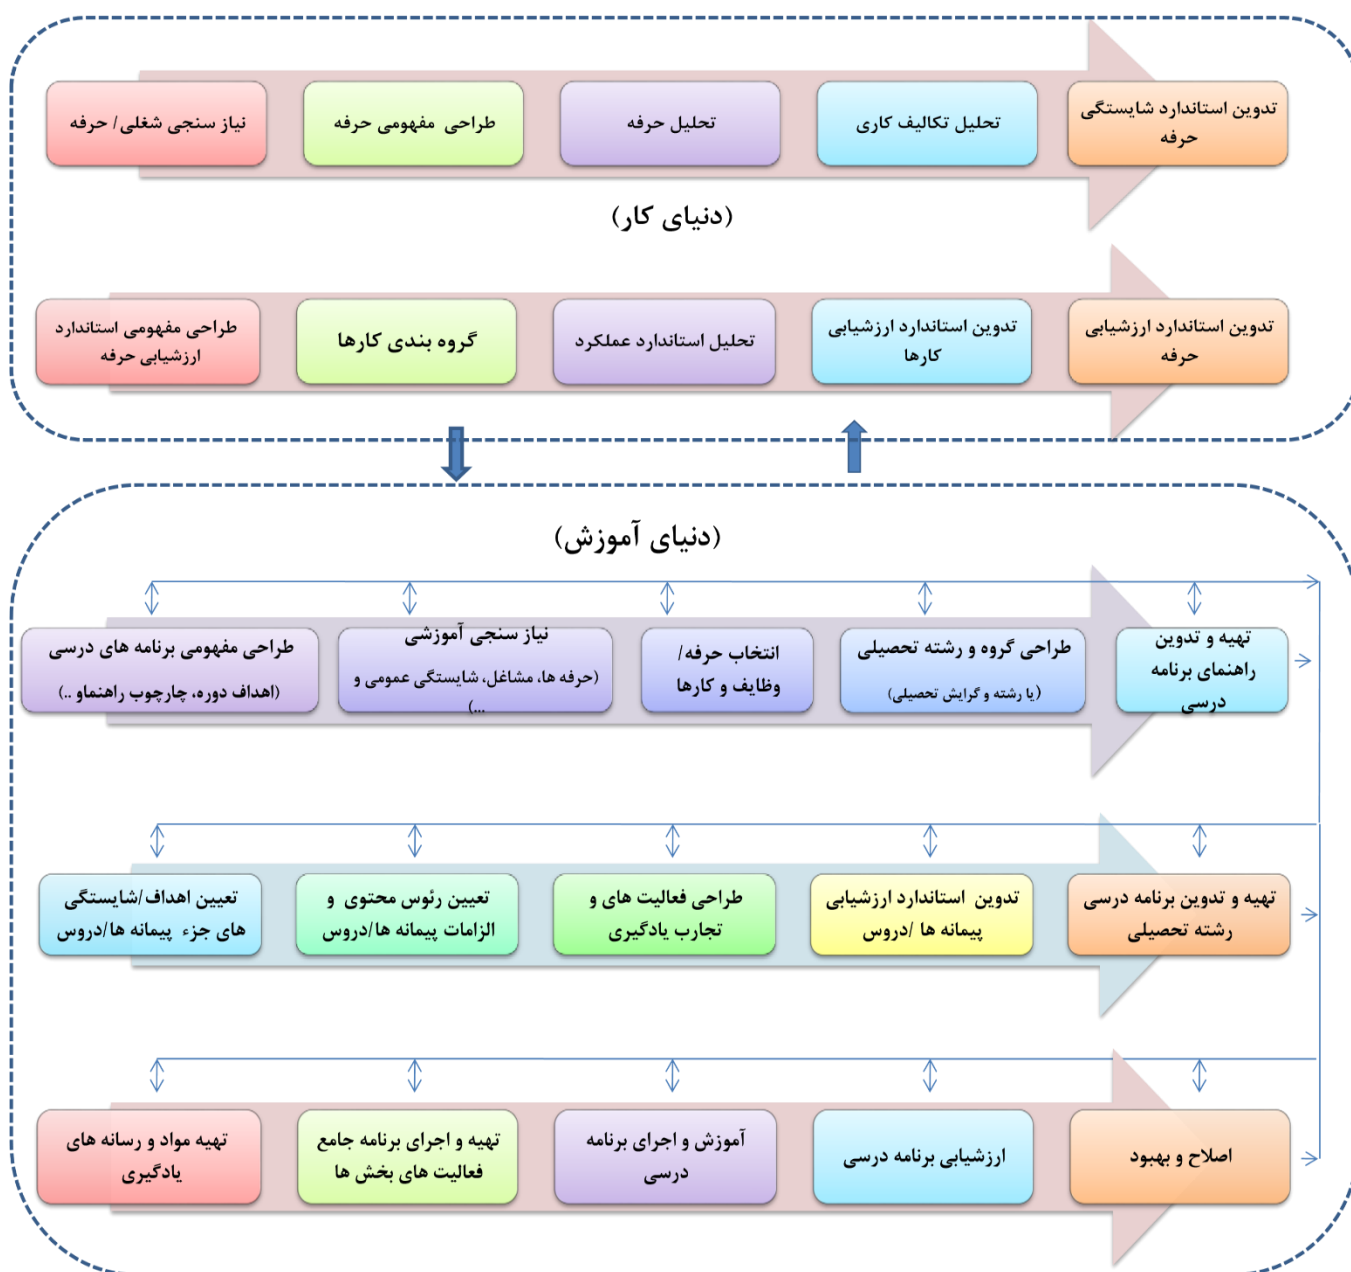 نیاز سنجی شغلی/ حرفه
طراحی مفهومی حرفه
تحلیل حرفه
تحلیل تکالیف کاری
تدوین استاندارد شایستگی
حرفه
(دنیای کار)
طراحی مفهومی استاندارد
ارزشیابی حرفه
گروه بندی کارها
تحلیل استاندارد عملکرد
تدوین استاندارد ارزشیابی
کارها
تدوین استاندارد ارزشیابی
حرفه
(دنیای آموزش)
طراحی مفهومی برنامه های درسی
(اهداف دوره، چارچوب راهنماو ..)
نیاز سنجی آموزشی
(حرفه ها، مشاغل، شایستگی عمومی و
...)
انتخاب حرفه/
وظایف و کارها
طراحی گروه و رشته تحصیلی
(یا رشته و گرایش تحصیلی)
تهیه و تدوین
راهنمای برنامه
درسی
تعیین اهداف/شایستگی
های جزء پیمانه ها/دروس
تعیین رئوس محتوی و
الزامات پیمانه ها/دروس
طراحی فعالیت های و
تجارب یادگیری
تدوین استاندارد ارزشیابی
پیمانه ها /دروس
تهیه و تدوین برنامه درسی
رشته تحصیلی
تهیه مواد و رسانه های
یادگیری
تهیه و اجرای برنامه جامع
فعالیت های بخش ها
آموزش و اجرای برنامه
درسی
ارزشیابی برنامه درسی
اصلاح و بهبود